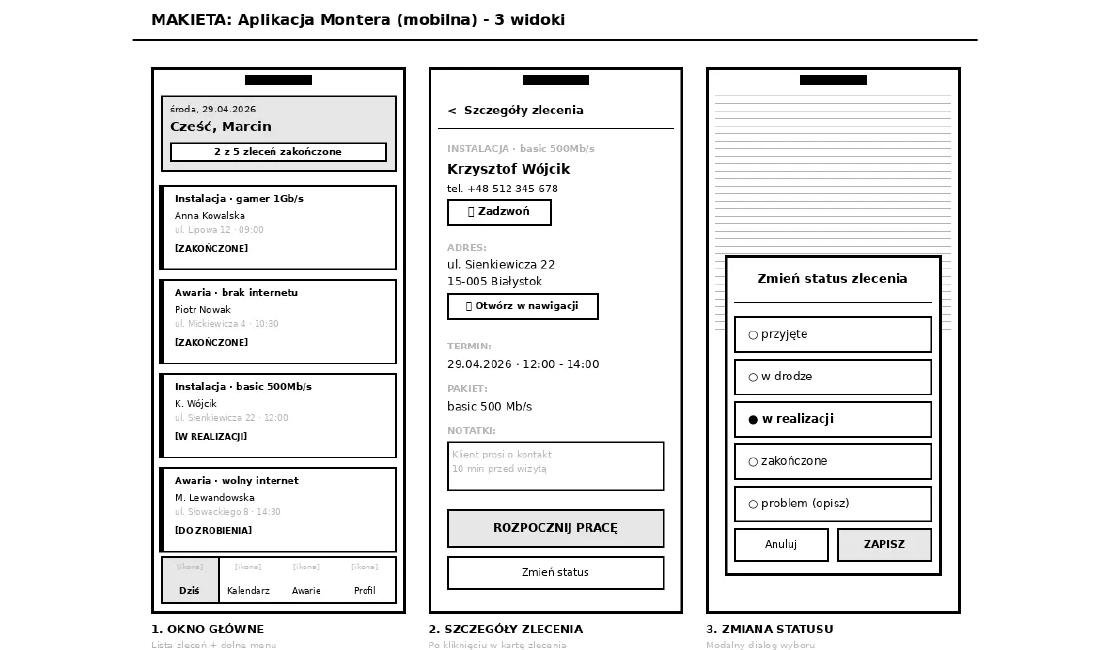 MAKIETA: Aplikacja Montera (mobilna) - 3 widoki
środa, 29.04.2026
Cześć, Marcin
2 z 5 zleceń zakończone
Instalacja · gamer 1Gb/s
Anna Kowalska
ul. Lipowa 12 · 09:00
[ZAKOŃCZONE]
Awaria · brak internetu
Piotr Nowak
ul. Mickiewicza 4 · 10:30
[ZAKOŃCZONE]
Instalacja · basic 500Mb/s
K. Wójcik
ul. Sienkiewicza 22 · 12:00
[W REALIZACJI]
Awaria · wolny internet
M. Lewandowska
ul. Słowackiego 8 · 14:30
[DO ZROBIENIA]
[ikona] [ikona] [ikona] [ikona]
Dziś Kalendarz Awarie Profil
1. OKNO GŁÓWNE
Lista zleceń + dolne menu
< Szczegóły zlecenia
INSTALACJA · basic 500Mb/s
Krzysztof Wójcik
tel. +48 512 345 678
Zadzwoń
ADRES:
ul. Sienkiewicza 22
15-005 Białystok
Otwórz w nawigacji
TERMIN:
29.04.2026 · 12:00 - 14:00
PAKIET:
basic 500 Mb/s
NOTATKI:
Klient prosi o kontakt
10 min przed wizytą
ROZPOCZNIJ PRACĘ
Zmień status
2. SZCZEGÓŁY ZLECENIA
Po kliknięciu w kartę zlecenia
Zmień status zlecenia
○ przyjęte
○ w drodze
● w realizacji
○ zakończone
○ problem (opisz)
Anuluj ZAPISZ
3. ZMIANA STATUSU
Modalny dialog wyboru